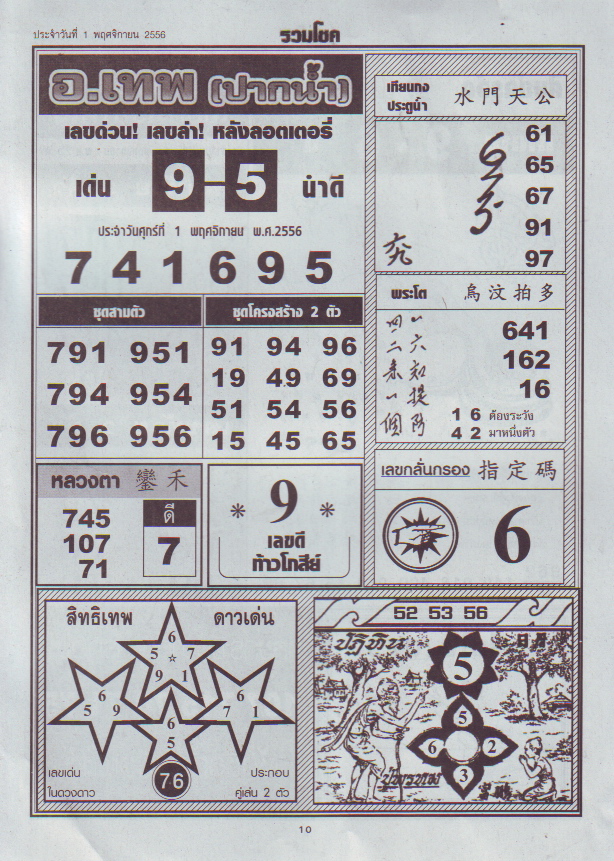 ประจำวันที่ 1 พฤศจิกายน 2556
รวมโชค
อ.เทพ (ปากน้ำ)
เลขด่วน! เลขล่า! หลังลอตเตอรี่
เด่น 9-5 นำดี
ประจำวันศุกร์ที่ 1 พฤศจิกายน พ.ศ.2556
7 4 1 6 9 5
ชุดสามตัว
791 951
794 954
796 956
ชุดโครงสร้าง 2 ตัว
91 94 96
19 49 69
51 54 56
15 45 65
เทียนกง
ประตูน้ำ
水門天公
61
65
67
91
97
พระโต
烏汶拍多
641
162
16
1 6 ต้องระวัง
4 2 มาหนึ่งตัว
หลวงตา
745
107
71
ดี
7
* 9 *
เลขดี
ท้าวโกสีย์
เลขกลั่นกรอง 指定碼
6
สิทธิเทพ ดาวเด่น
6
5 ☆ 7
9 1
6
5 9
6
5
6
7 1
เลขเด่น
ในดวงดาว
76
ประกอบ
คู่เล่น 2 ตัว
52 53 56
ปฏิทิน
5
5
6 2
3
10